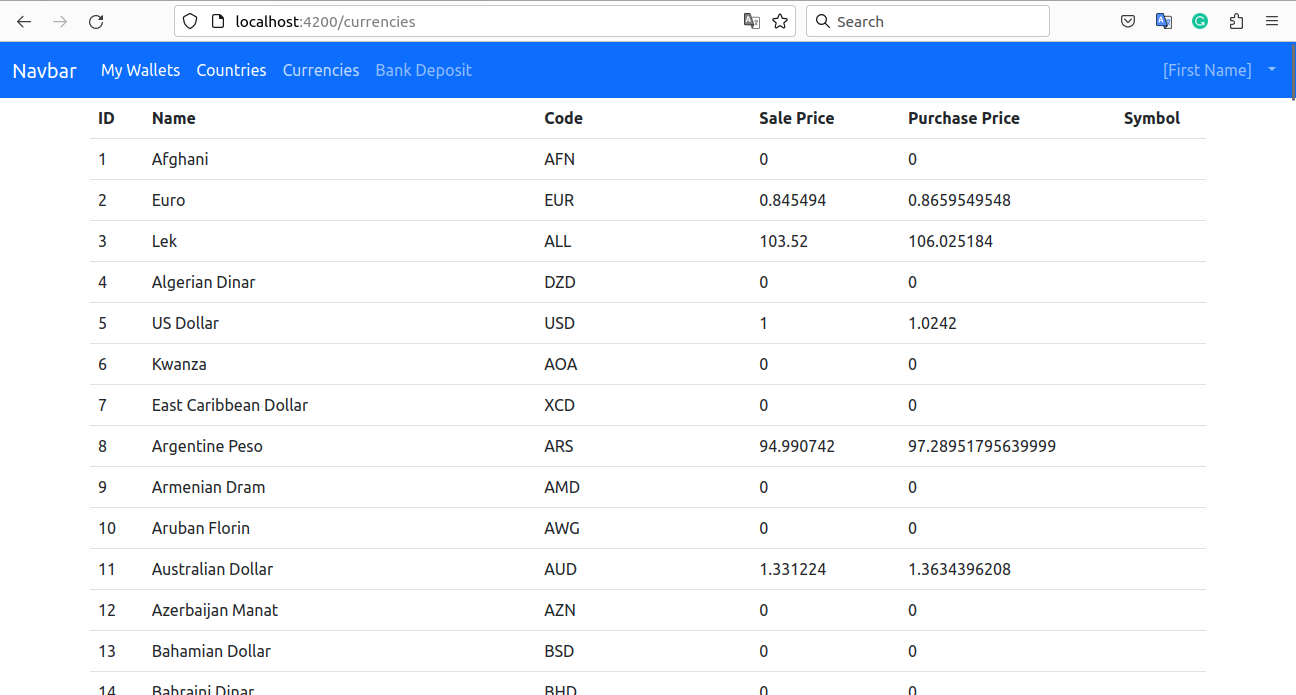 localhost:4200/currencies
Search
Navbar My Wallets Countries Currencies Bank Deposit [First Name]
ID Name Code Sale Price Purchase Price Symbol
1 Afghani AFN 0 0
2 Euro EUR 0.845494 0.8659549548
3 Lek ALL 103.52 106.025184
4 Algerian Dinar DZD 0 0
5 US Dollar USD 1 1.0242
6 Kwanza AOA 0 0
7 East Caribbean Dollar XCD 0 0
8 Argentine Peso ARS 94.990742 97.28951795639999
9 Armenian Dram AMD 0 0
10 Aruban Florin AWG 0 0
11 Australian Dollar AUD 1.331224 1.3634396208
12 Azerbaijan Manat AZN 0 0
13 Bahamian Dollar BSD 0 0
14 Bahraini Dinar BHD 0 0